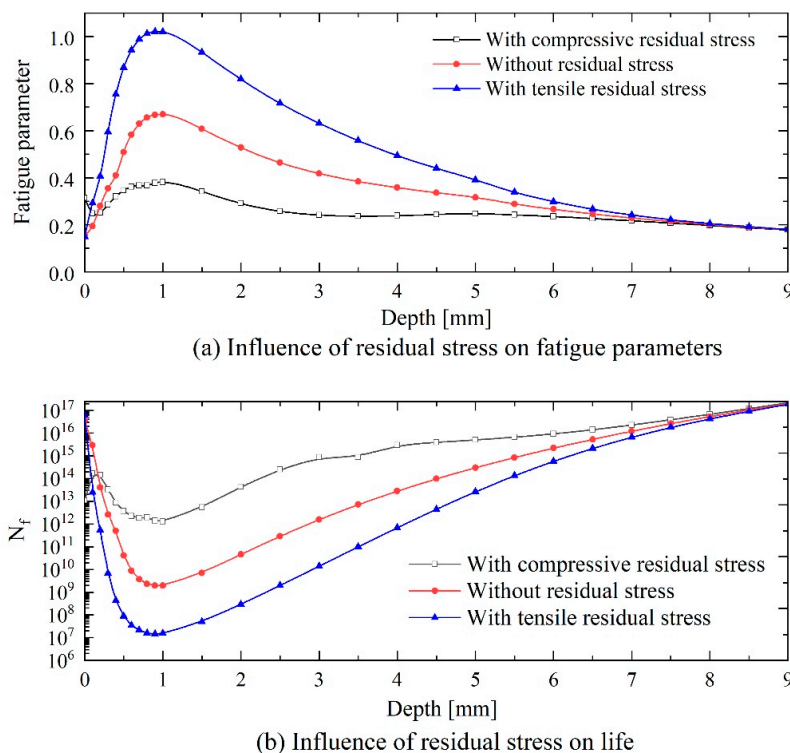 1.0
0.8
0.6
0.4
0.2
0.0
Fatigue parameter
With compressive residual stress
Without residual stress
With tensile residual stress
0 1 2 3 4 5 6 7 8 9
Depth [mm]
(a) Influence of residual stress on fatigue parameters
10¹⁷
10¹⁶
10¹⁵
10¹⁴
10¹³
10¹²
10¹¹
10¹⁰
10⁹
10⁸
10⁷
10⁶
N_f
With compressive residual stress
Without residual stress
With tensile residual stress
0 1 2 3 4 5 6 7 8 9
Depth [mm]
(b) Influence of residual stress on life